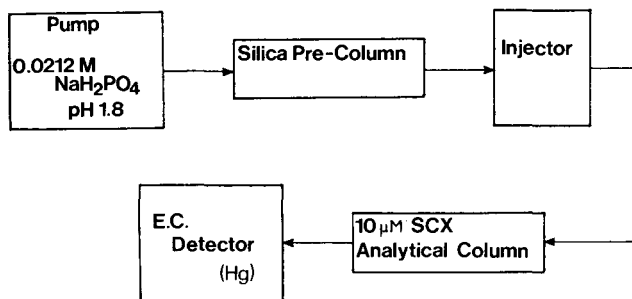 Pump
0.0212 M
NaH₂PO₄
pH 1.8
Silica Pre-Column
Injector
E.C.
Detector
(Hg)
10 μM SCX
Analytical Column